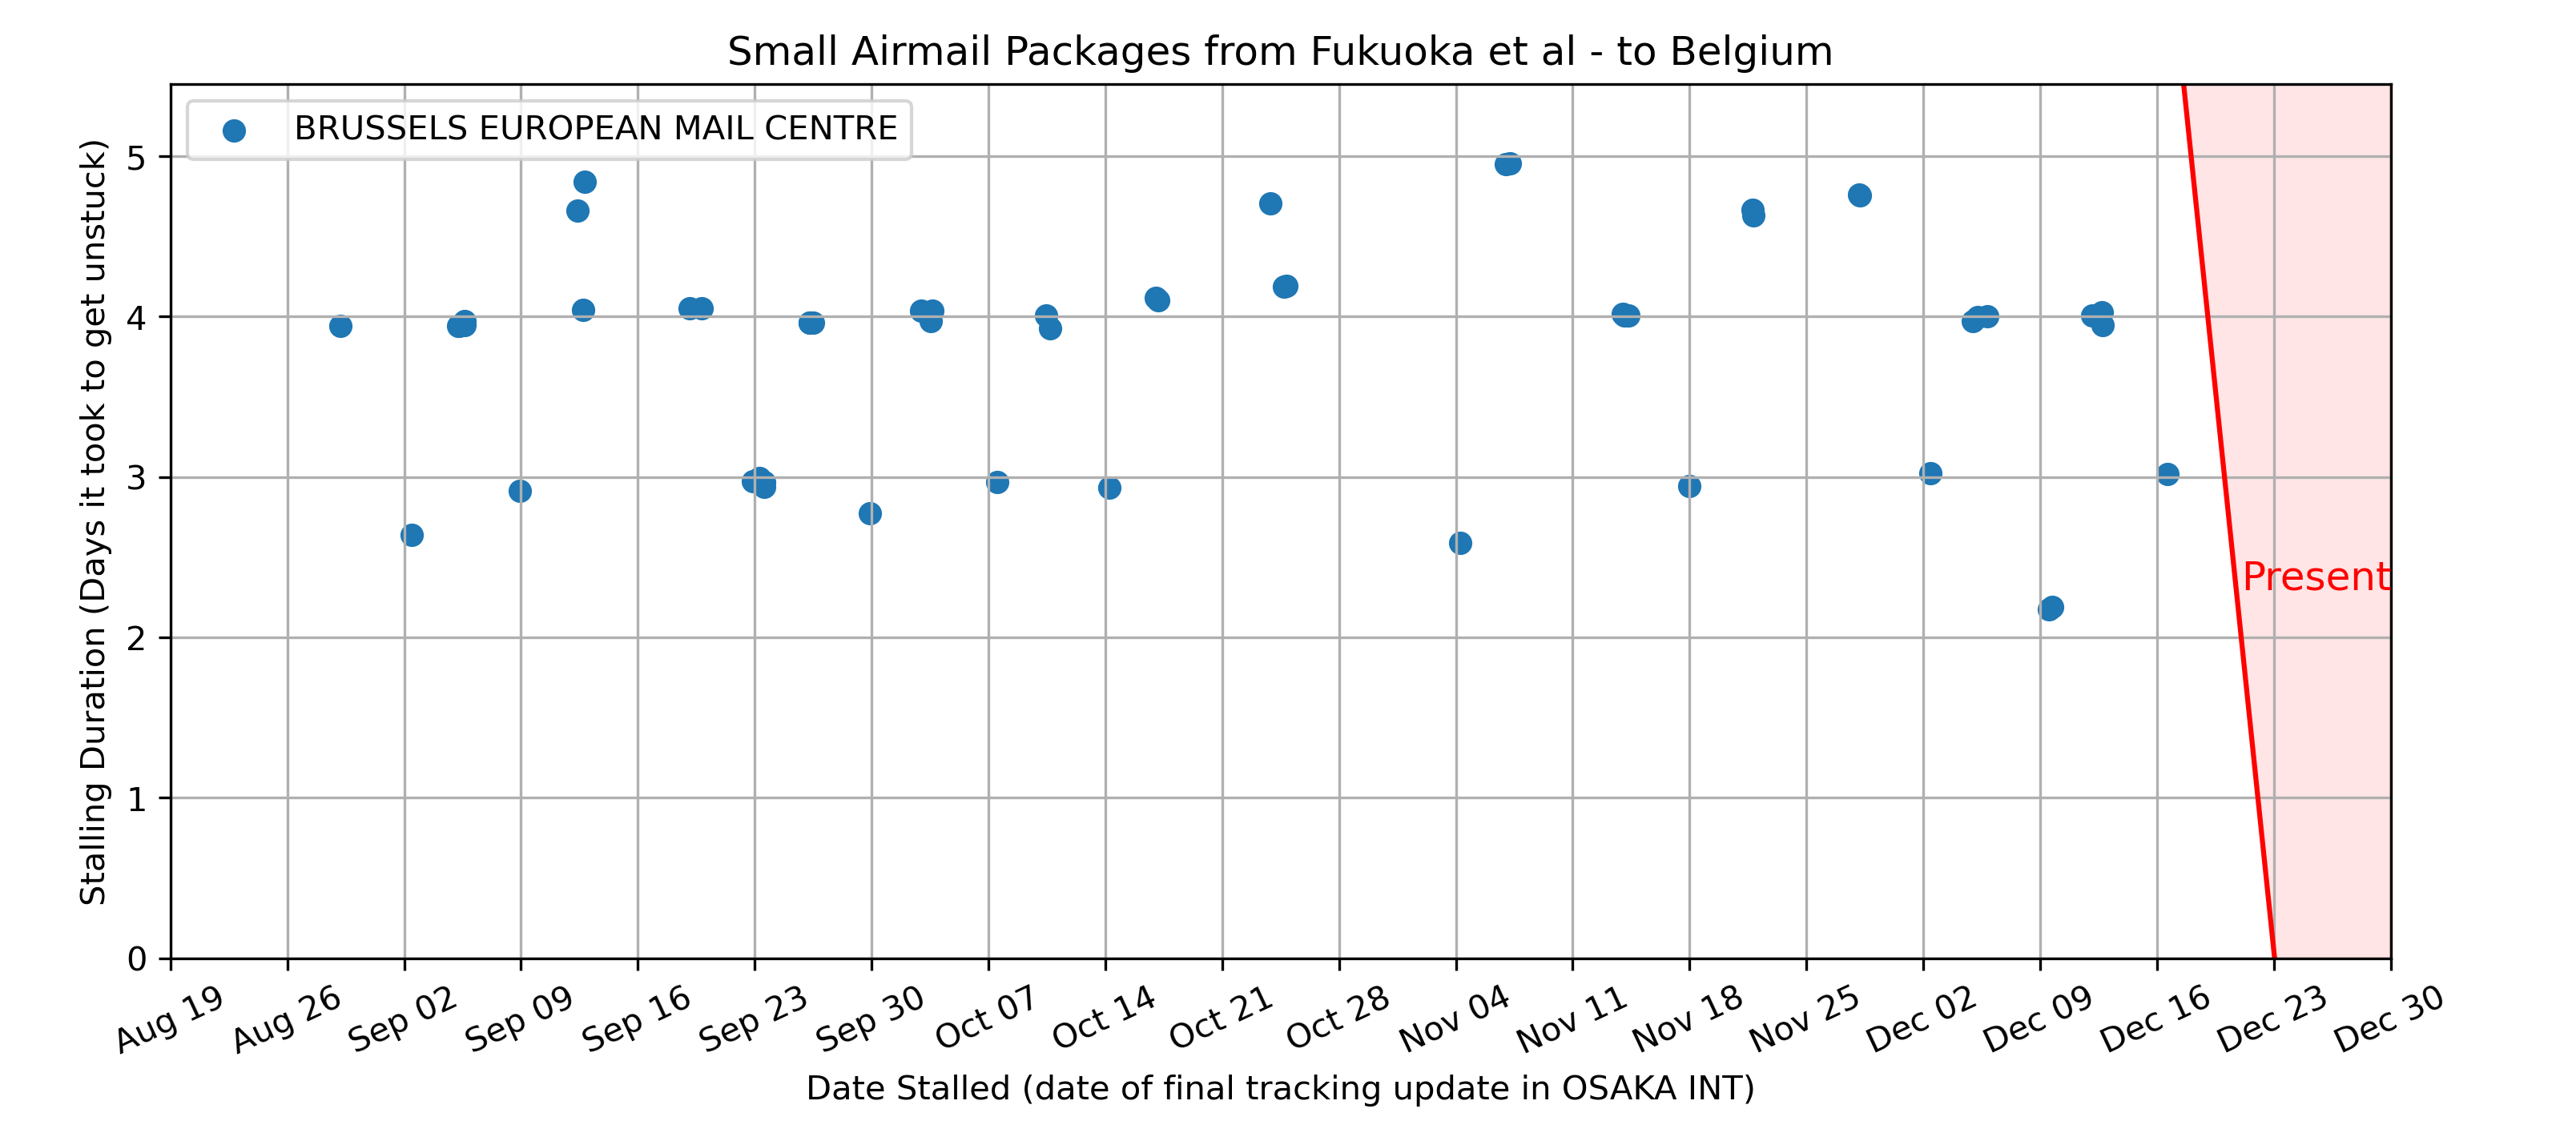 Small Airmail Packages from Fukuoka et al - to Belgium
BRUSSELS EUROPEAN MAIL CENTRE
Stalling Duration (Days it took to get unstuck)
5
4
3
2
1
0
Present
Aug 19
Aug 26
Sep 02
Sep 09
Sep 16
Sep 23
Sep 30
Oct 07
Oct 14
Oct 21
Oct 28
Nov 04
Nov 11
Nov 18
Nov 25
Dec 02
Dec 09
Dec 16
Dec 23
Dec 30
Date Stalled (date of final tracking update in OSAKA INT)